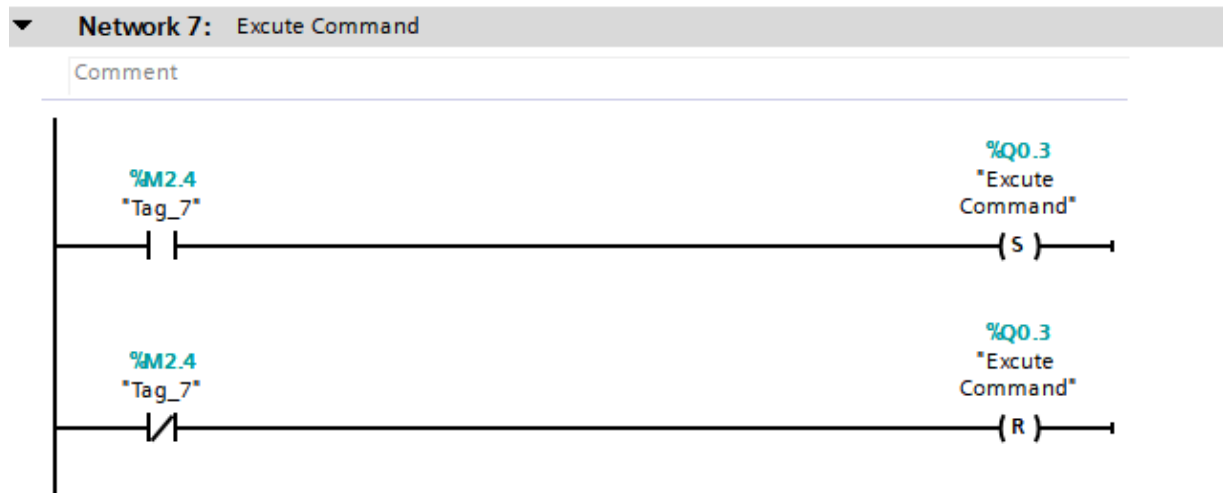 Network 7: Excute Command
Comment
%Q0.3
"Excute
Command"
%M2.4
"Tag_7"
( S )
%Q0.3
"Excute
Command"
%M2.4
"Tag_7"
( R )